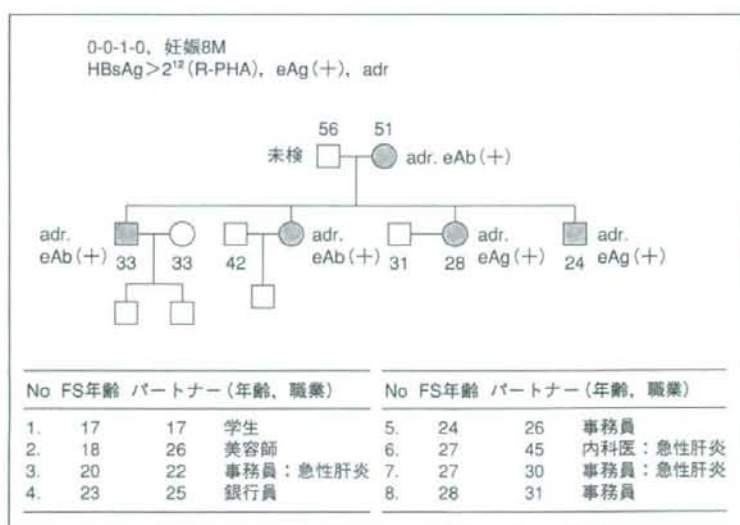 0-0-1-0, 妊娠8M
HBsAg＞2¹²(R-PHA), eAg(＋), adr
56 51
未検 adr. eAb(＋)
adr. eAb(＋) 33 33 42 adr. eAb(＋) 31 28 adr. eAg(＋) 24 adr. eAg(＋)
No FS年齢 パートナー(年齢, 職業) No FS年齢 パートナー(年齢, 職業)
1. 17 17 学生 5. 24 26 事務員
2. 18 26 美容師 6. 27 45 内科医：急性肝炎
3. 20 22 事務員：急性肝炎 7. 27 30 事務員：急性肝炎
4. 23 25 銀行員 8. 28 31 事務員